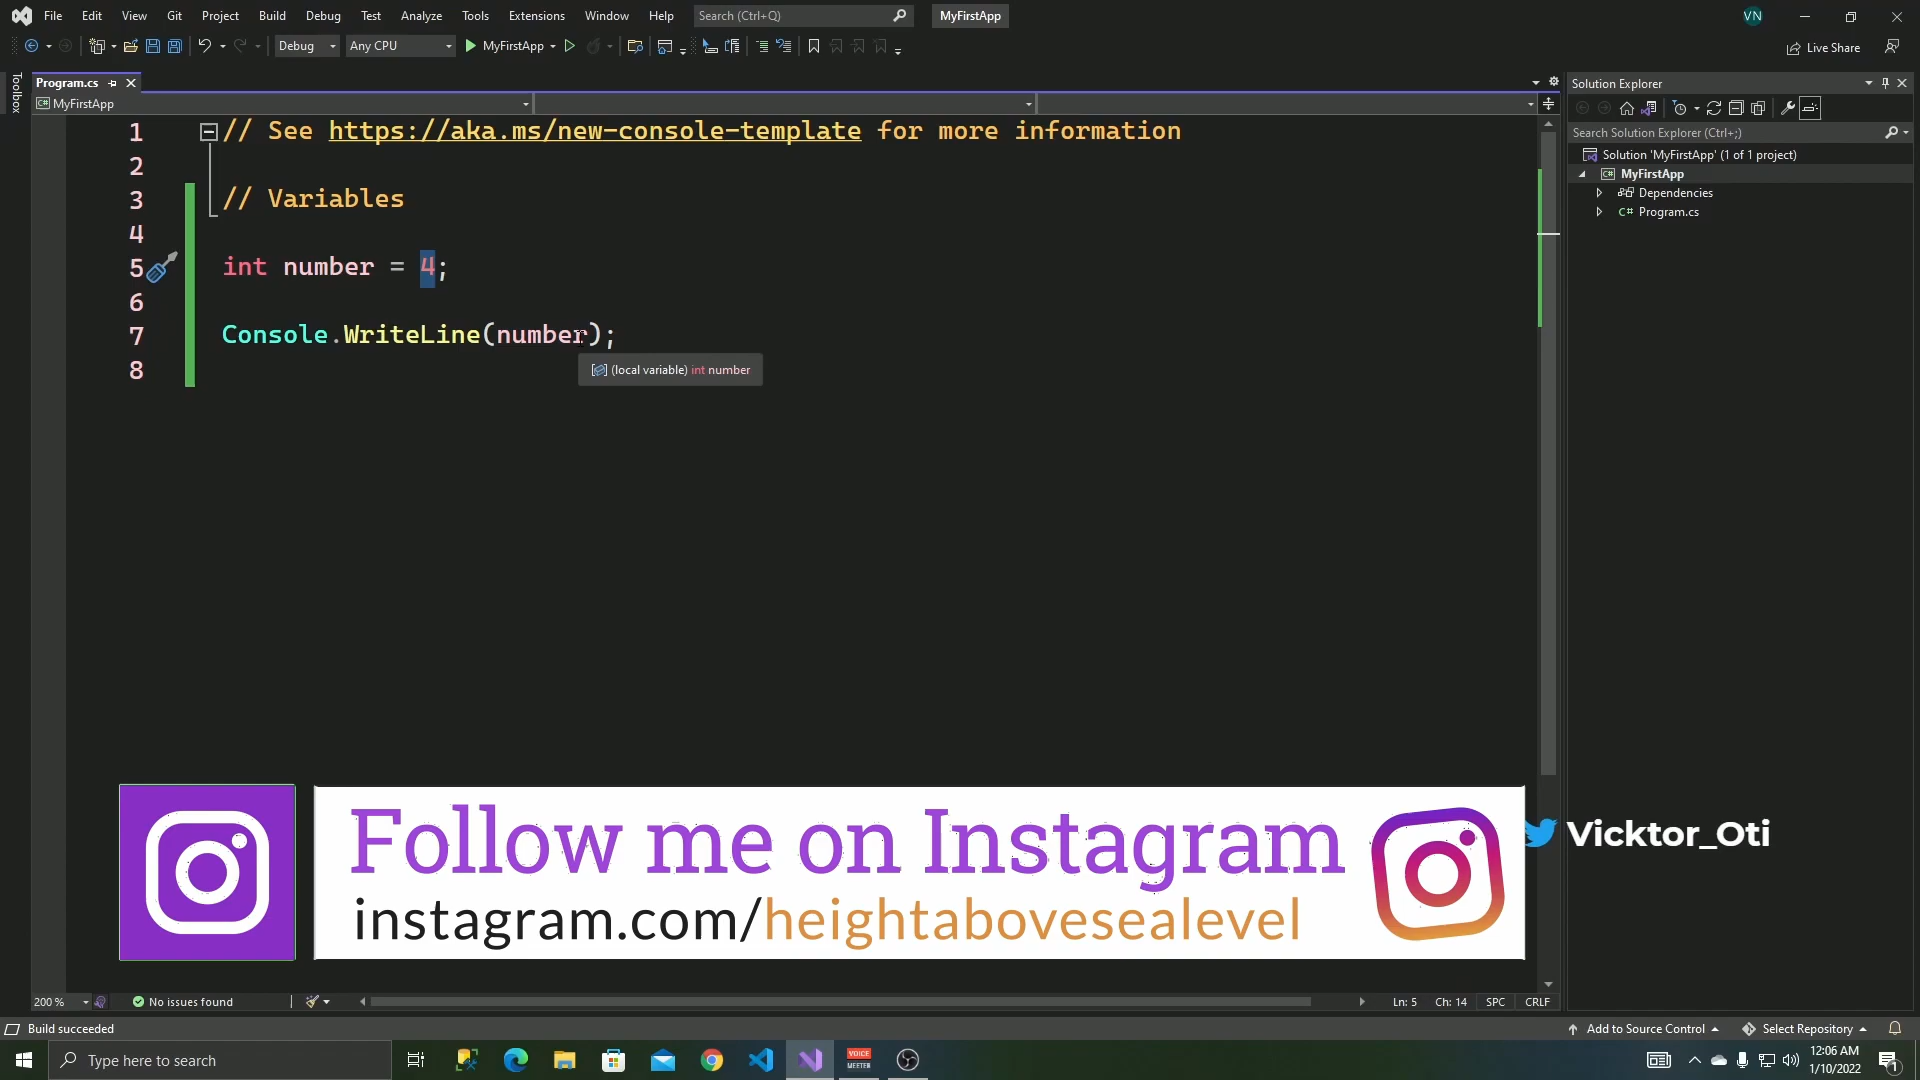 File Edit View Git Project Build Debug Test Analyze Tools Extensions Window Help Search (Ctrl+Q) MyFirstApp VN
Debug Any CPU MyFirstApp Live Share
Toolbox
Program.cs
MyFirstApp
1 // See https://aka.ms/new-console-template for more information
2
3 // Variables
4
5 int number = 4;
6
7 Console.WriteLine(number);
8
(local variable) int number
Solution Explorer
Search Solution Explorer (Ctrl+;)
Solution 'MyFirstApp' (1 of 1 project)
C# MyFirstApp
Dependencies
C# Program.cs
Follow me on Instagram
instagram.com/heightabovesealevel
Vicktor_Oti
200 % No issues found Ln: 5 Ch: 14 SPC CRLF
Build succeeded Add to Source Control Select Repository
Type here to search
VOICE
MEETER
12:06 AM
1/10/2022
1